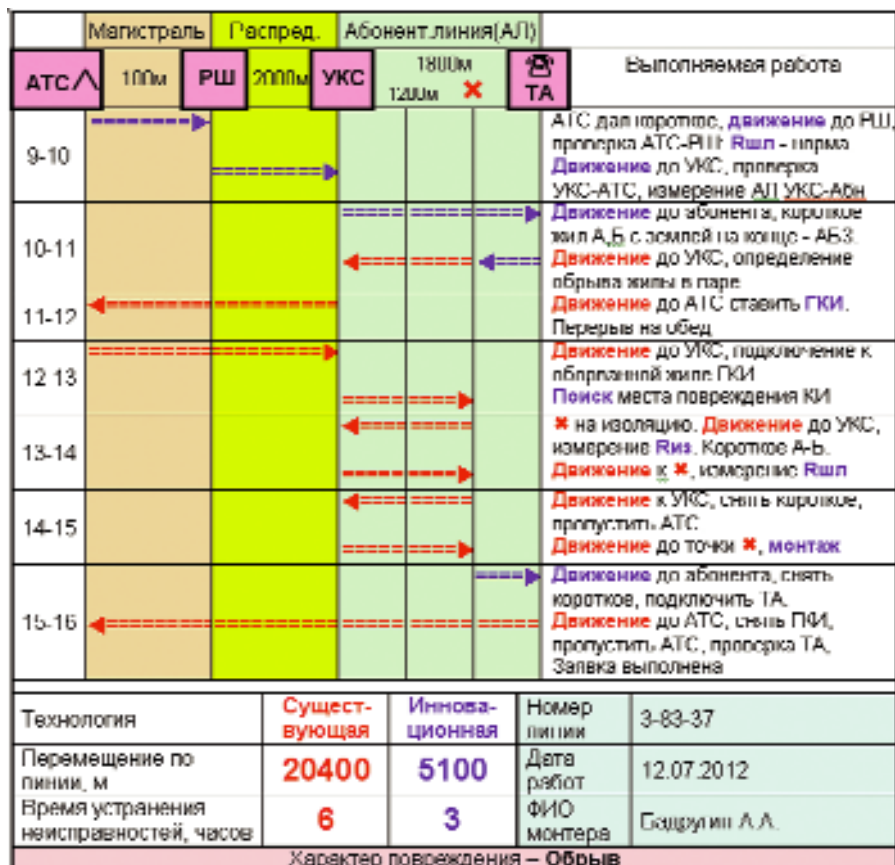 Магистраль Распред. Абонент.линия(АЛ)
АТС 100м РШ 2000м УКС 1800м 1200м ТА Выполняемая работа
9-10
АТС дал короткое, движение до РШ,
проверка АТС-РШ: Rшл - норма
Движение до УКС, проверка
УКС-АТС, измерение АЛ УКС-Абн
10-11
Движение до абонента, короткое
жил А,Б с землей на конце - АБЗ.
Движение до УКС, определение
обрыва жилы в паре
11-12
Движение до АТС ставить ГКИ.
Перерыв на обед
12-13
Движение до УКС, подключение к
оборванной жиле ГКИ
Поиск места повреждения КИ
13-14
✖ на изоляцию. Движение до УКС,
измерение Rиз. Короткое А-Б.
Движение к ✖, измерение Rшл
14-15
Движение к УКС, снять короткое,
пропустить АТС
Движение до точки ✖, монтаж
15-16
Движение до абонента, снять
короткое, подключить ТА.
Движение до АТС, снять ГКИ,
пропустить АТС, проверка ТА,
Заявка выполнена
Технология Сущест-
вующая Иннова-
ционная Номер
линии 3-83-37
Перемещение по
линии, м 20400 5100 Дата
работ 12.07.2012
Время устранения
неисправностей, часов 6 3 ФИО
монтера А.А.
Характер повреждения – Обрыв